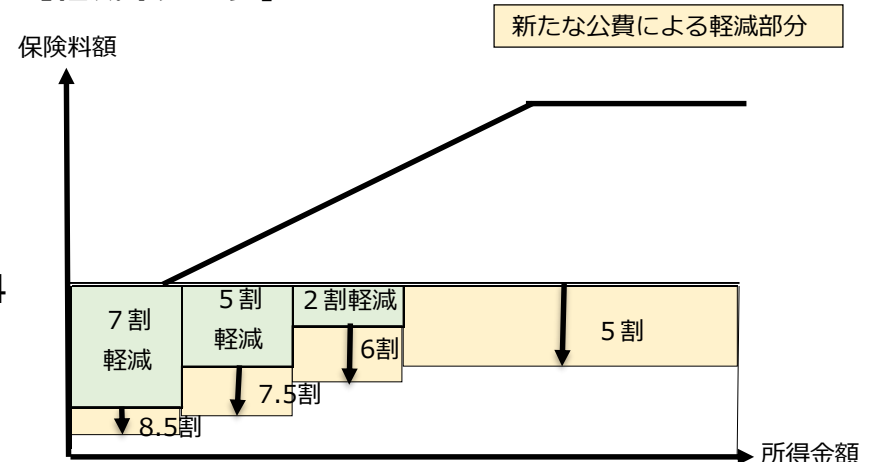 新たな公費による軽減部分
保険料額
7割
軽減
5割
軽減
2割軽減
6割
5割
7.5割
8.5割
所得金額